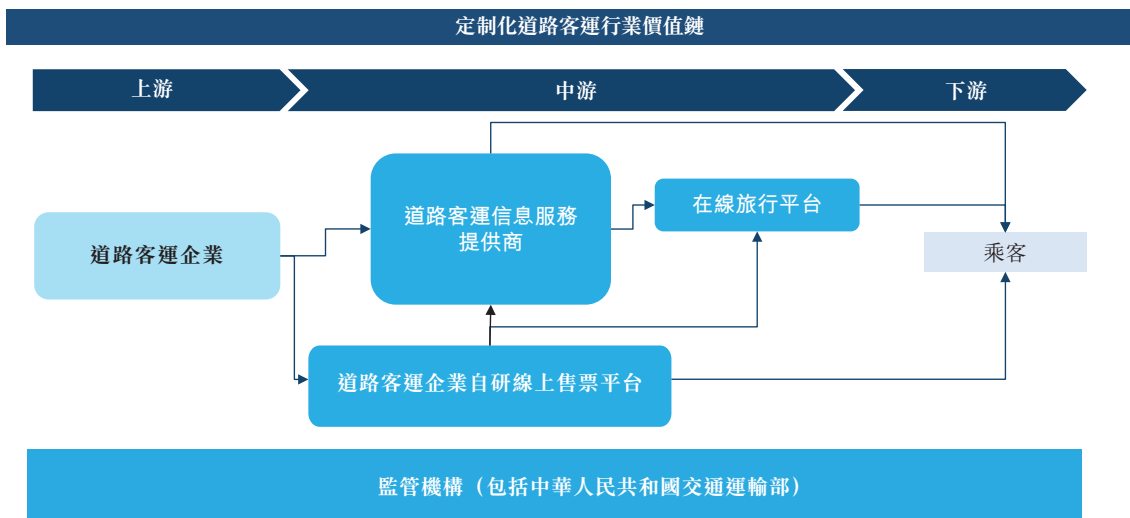 定制化道路客運行業價值鏈
上游
中游
下游
道路客運信息服務
提供商
在線旅行平台
道路客運企業
乘客
道路客運企業自研線上售票平台
監管機構（包括中華人民共和國交通運輸部）